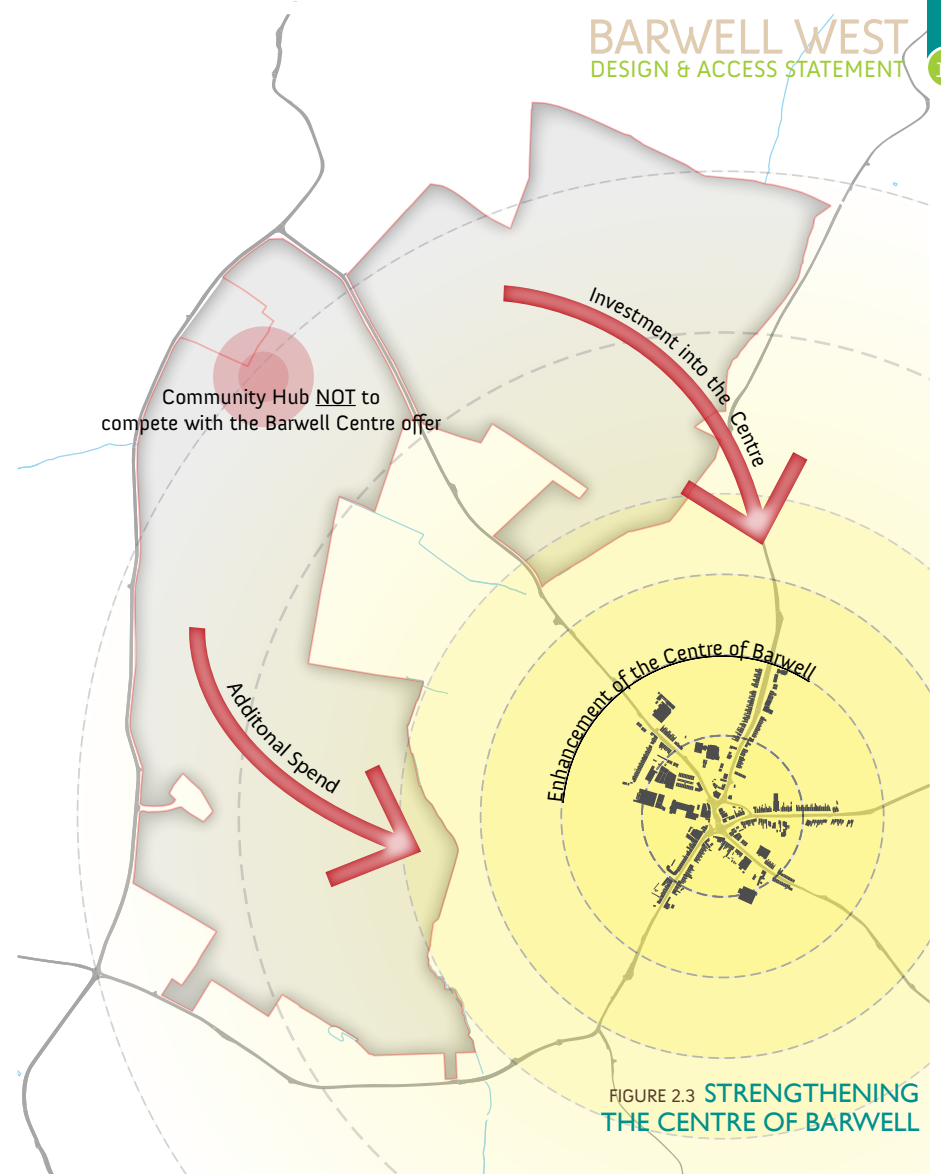 BARWELL WEST
DESIGN & ACCESS STATEMENT
Investment into the Centre
Community Hub NOT to
compete with the Barwell Centre offer
Enhancement of the Centre of Barwell
Additonal Spend
FIGURE 2.3 STRENGTHENING
THE CENTRE OF BARWELL